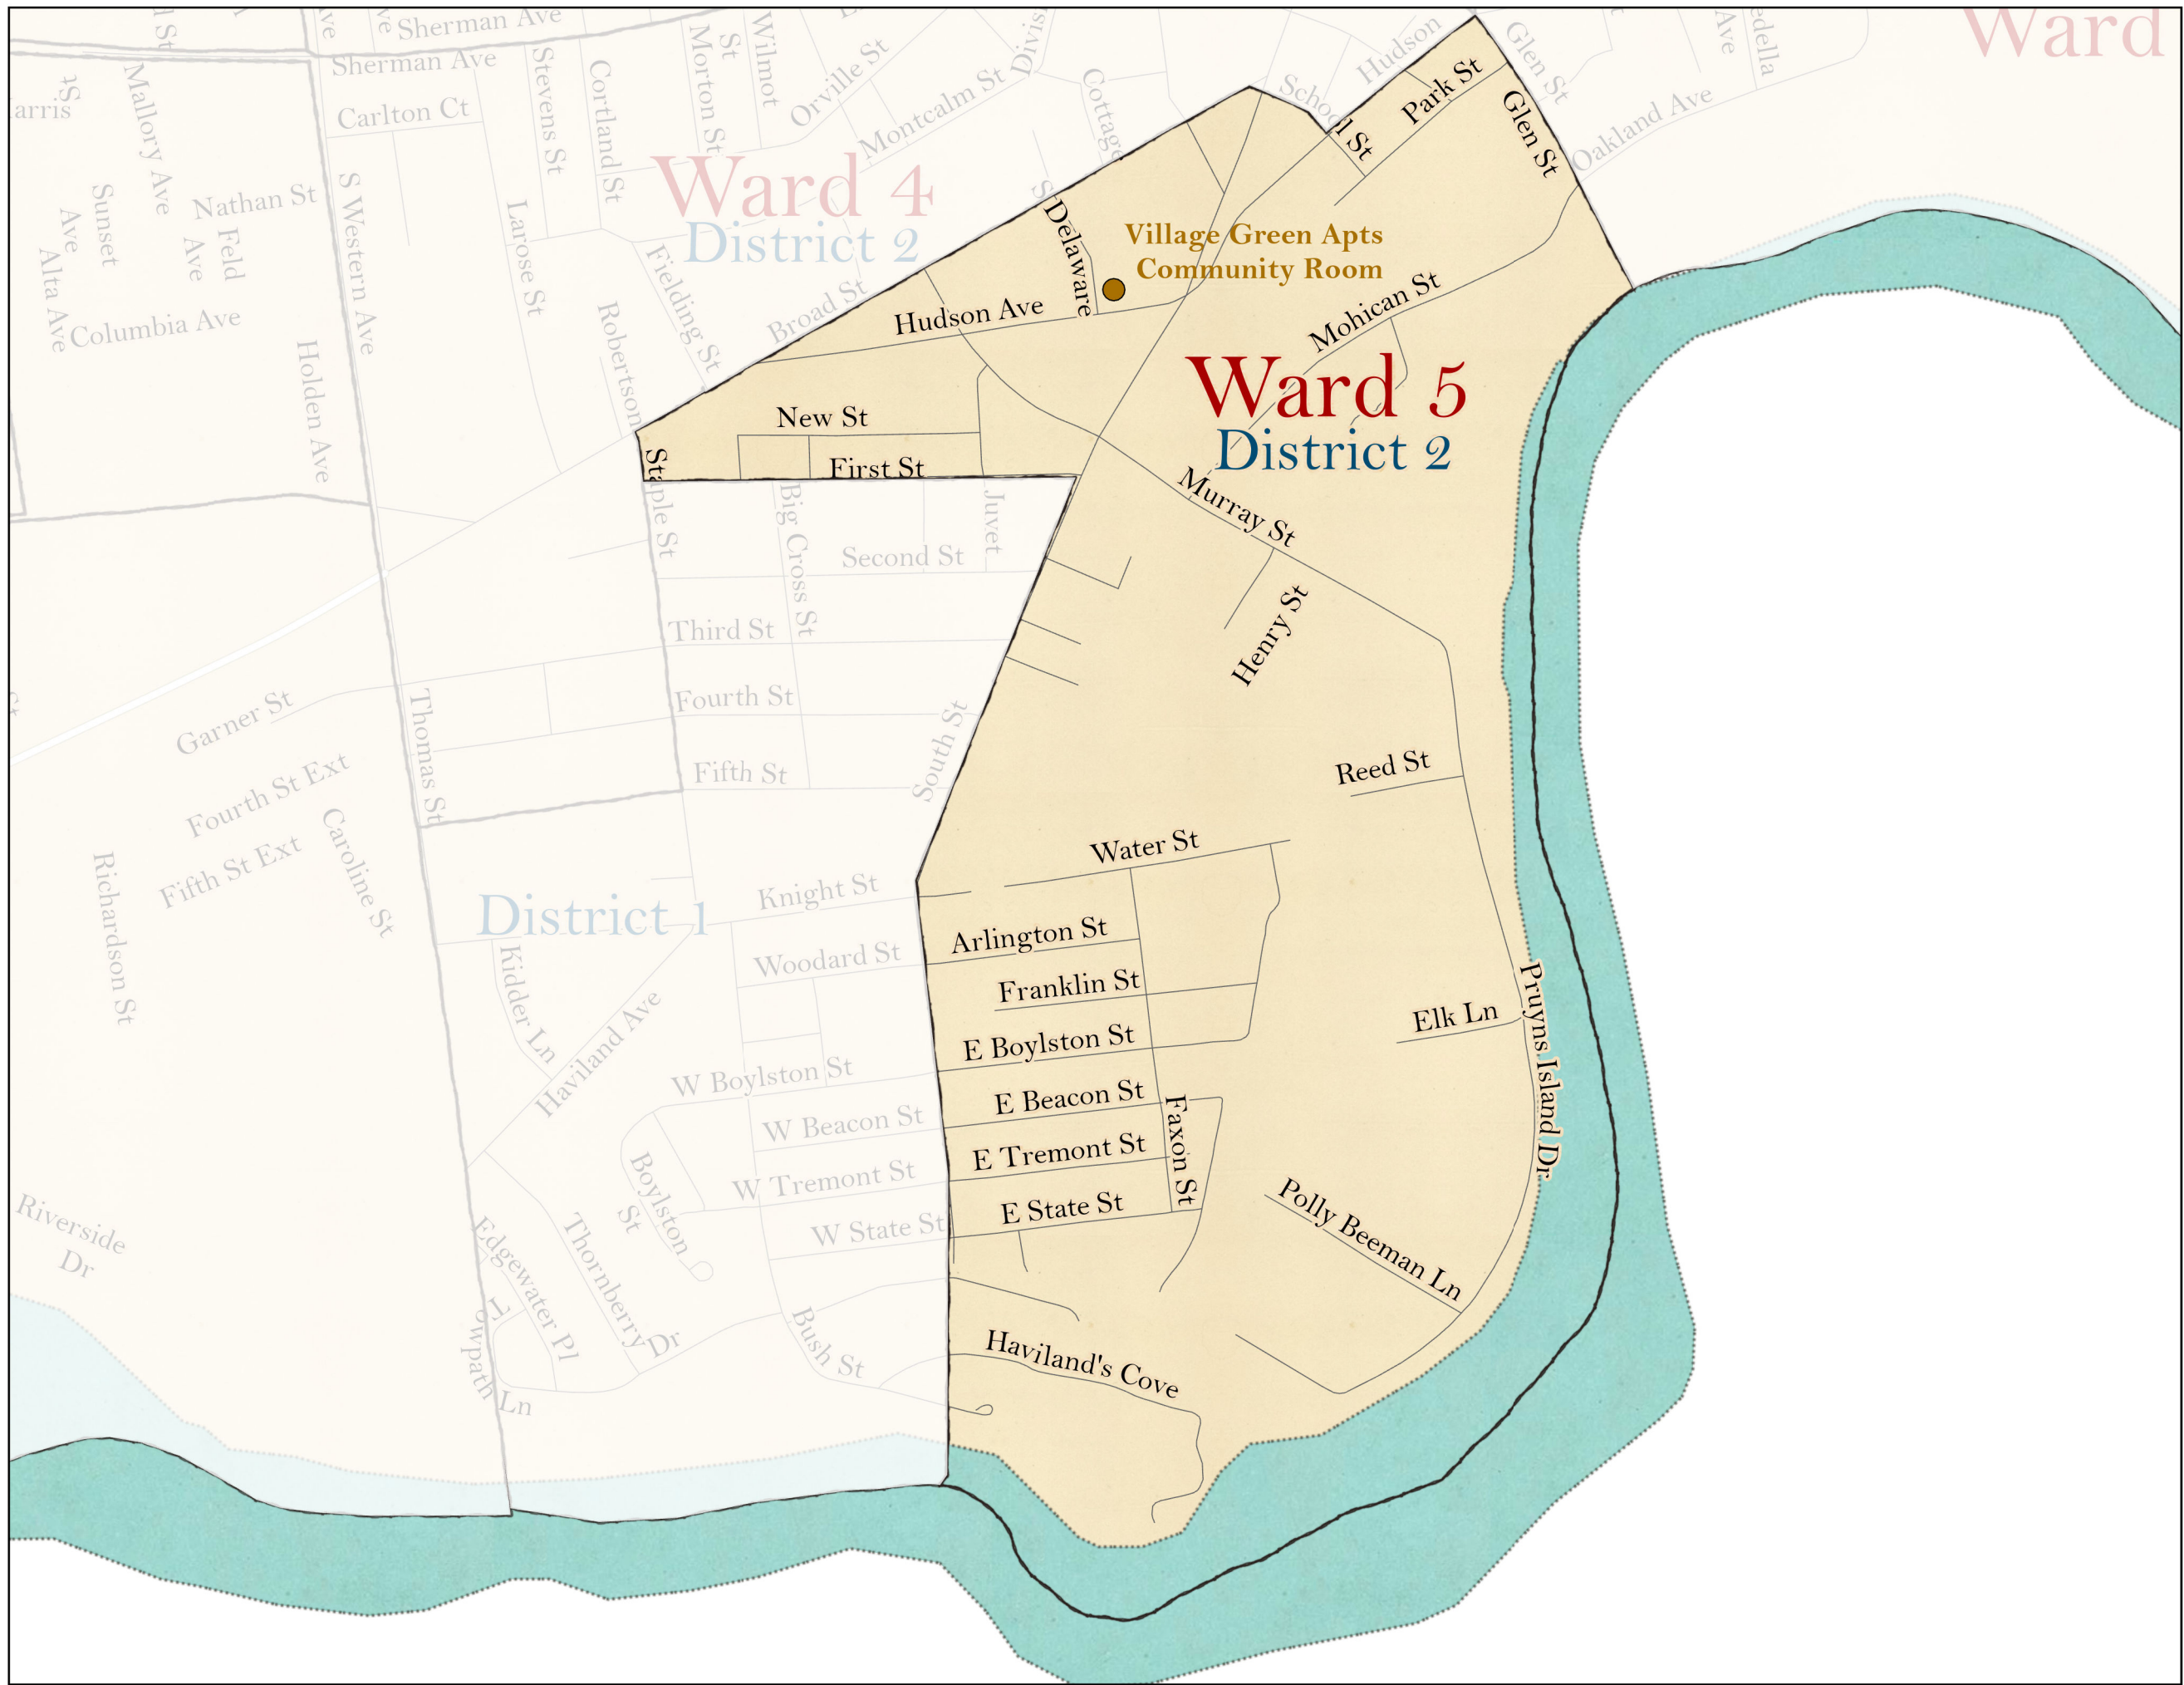 Sherman Ave
Ward
Sherman Ave
St
Wilmot
Orville St
Hudson
Glen St
Ave
Mallory Ave
Carlton Ct
Stevens St
Cortland St
Morton St
Montcalm St
Cottage
School St
Park St
Glen St
Oakland Ave
St
Nathan St
S Western Ave
Ward 4
District 2
Sunset
Ave
Feld
Ave
Alta Ave
Columbia Ave
Larose St
Fielding St
Broad St
Delaware
Village Green Apts
Community Room
Hudson Ave
Mohican St
Holden Ave
Robertson
Ward 5
District 2
New St
First St
Staple St
Big Cross St
Juvet
Second St
Murray St
Third St
Henry St
Fourth St
South St
Garner St
Thomas St
Fifth St
Reed St
Fourth St Ext
Fifth St Ext
Caroline St
Richardson St
Water St
Knight St
District 1
Arlington St
Woodard St
Franklin St
Kidder Ln
Haviland Ave
Elk Ln
Pruyns Island Dr
E Boylston St
W Boylston St
E Beacon St
W Beacon St
Faxon St
E Tremont St
W Tremont St
Boylston
St
E State St
W State St
Polly Beeman Ln
Riverside
Dr
Edgewater Pl
Thornberry Dr
Towpath Ln
Bush St
Haviland's Cove